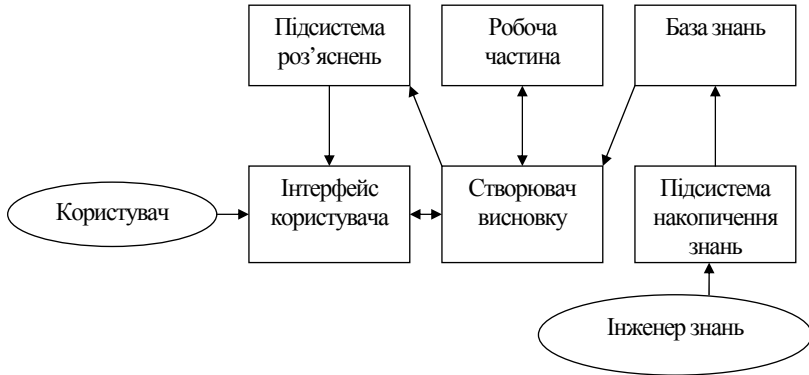 Підсистема
роз’яснень
Робоча
частина
База знань
Користувач
Інтерфейс
користувача
Створювач
висновку
Підсистема
накопичення
знань
Інженер знань